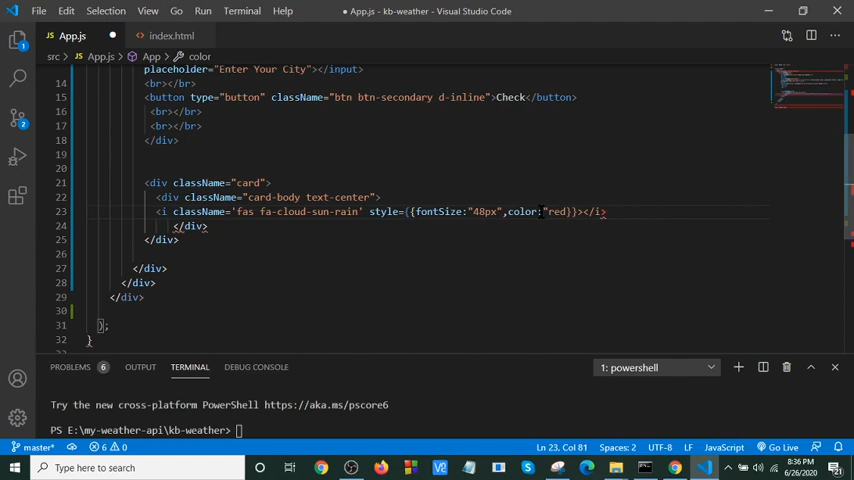 File Edit Selection View Go Run Terminal Help ● App.js - kb-weather - Visual Studio Code
App.js index.html
src > App.js > App > color
placeholder="Enter Your City"></input>
14 <br></br>
15 <button type="button" className="btn btn-secondary d-inline">Check</button>
16 <br></br>
17 <br></br>
18 </div>
19
20
21 <div className="card">
22 <div className="card-body text-center">
23 <i className='fas fa-cloud-sun-rain' style={{fontSize:"48px",color:"red}}></i>
24 </div>
25 </div>
26
27 </div>
28 </div>
29 </div>
30
31 );
32 }
PROBLEMS 6 OUTPUT TERMINAL DEBUG CONSOLE 1: powershell
Try the new cross-platform PowerShell https://aka.ms/pscore6
PS E:\my-weather-api\kb-weather>
master* 6 0 Ln 23, Col 81 Spaces: 2 UTF-8 LF JavaScript Go Live
Type here to search 8:36 PM
6/26/2020